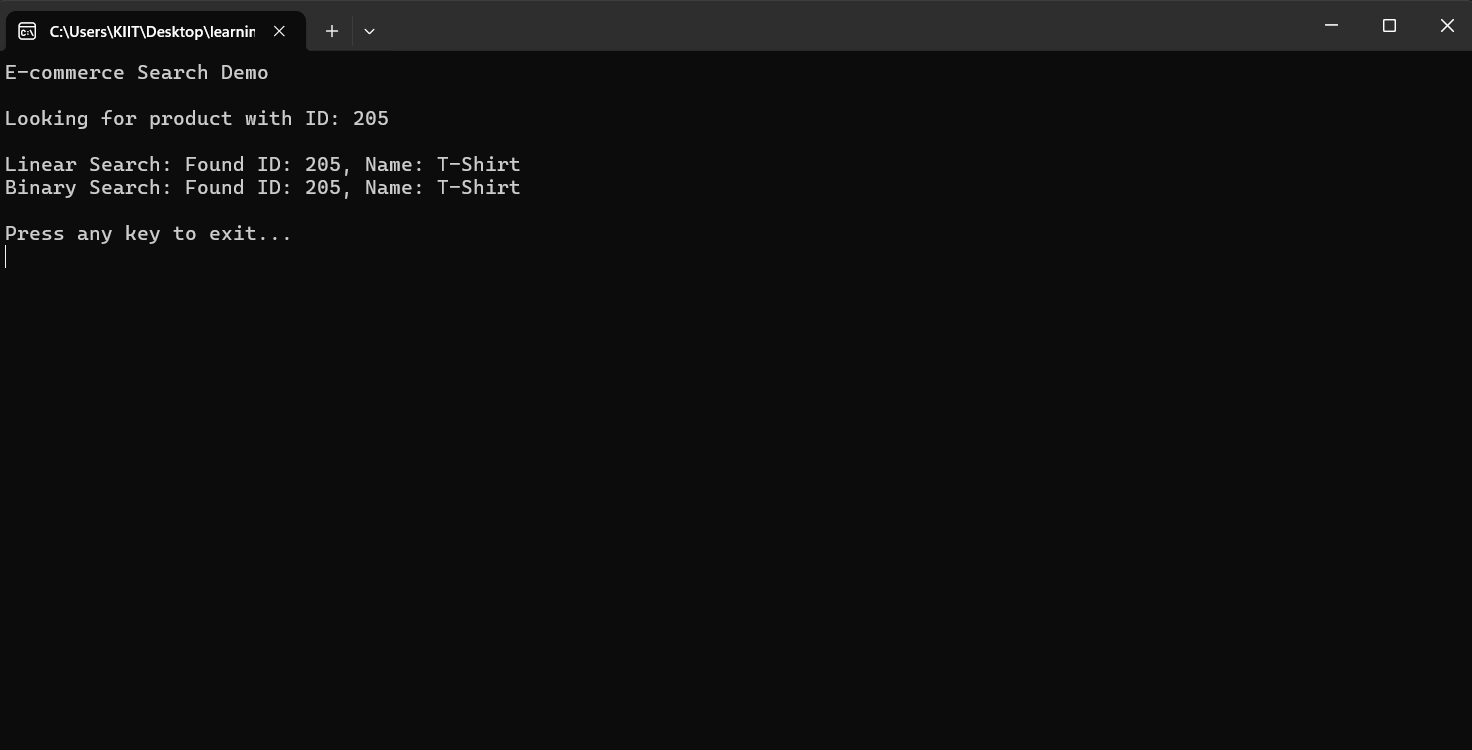 C:\Users\KIIT\Desktop\learnin
E-commerce Search Demo
Looking for product with ID: 205
Linear Search: Found ID: 205, Name: T-Shirt
Binary Search: Found ID: 205, Name: T-Shirt
Press any key to exit...